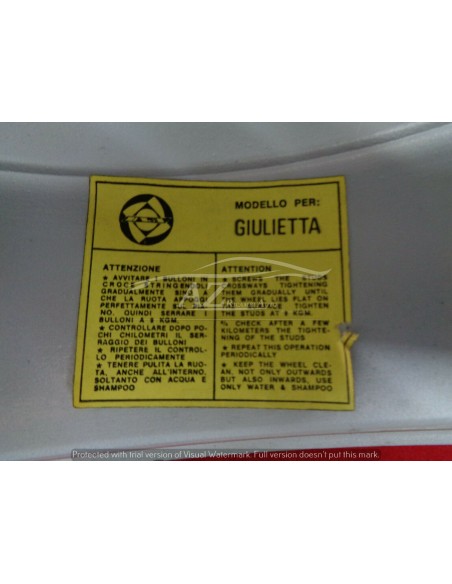 MODELLO PER:
GIULIETTA
ATTENZIONE
★ AVVITARE I BULLONI IN
CROCE STRINGENDOLI
GRADUALMENTE SINO A
CHE LA RUOTA APPOGGI
PERFETTAMENTE SUL
NO. QUINDI SERRARE I
BULLONI A 8 KGM.
★ CONTROLLARE DOPO PO-
CHI CHILOMETRI IL SER-
RAGGIO DEI BULLONI
★ RIPETERE IL CONTROL-
LO PERIODICAMENTE
★ TENERE PULITA LA RUO-
TA, ANCHE ALL'INTERNO,
SOLTANTO CON ACQUA E
SHAMPOO
ATTENTION
★ SCREWS THE STUDS
CROSSWAYS TIGHTENING
THEM GRADUALLY UNTIL
THE WHEEL LIES FLAT ON
THE SURFACE TIGHTEN
THE STUDS AT 8 KGM.
CHECK AFTER A FEW
KILOMETERS THE TIGHTE-
NING OF THE STUDS
★ REPEAT THIS OPERATION
PERIODICALLY
★ KEEP THE WHEEL CLE-
AN, NOT ONLY OUTWARDS
BUT ALSO INWARDS, USE
ONLY WATER & SHAMPOO
Protected with trial version of Visual Watermark. Full version doesn't put this mark.